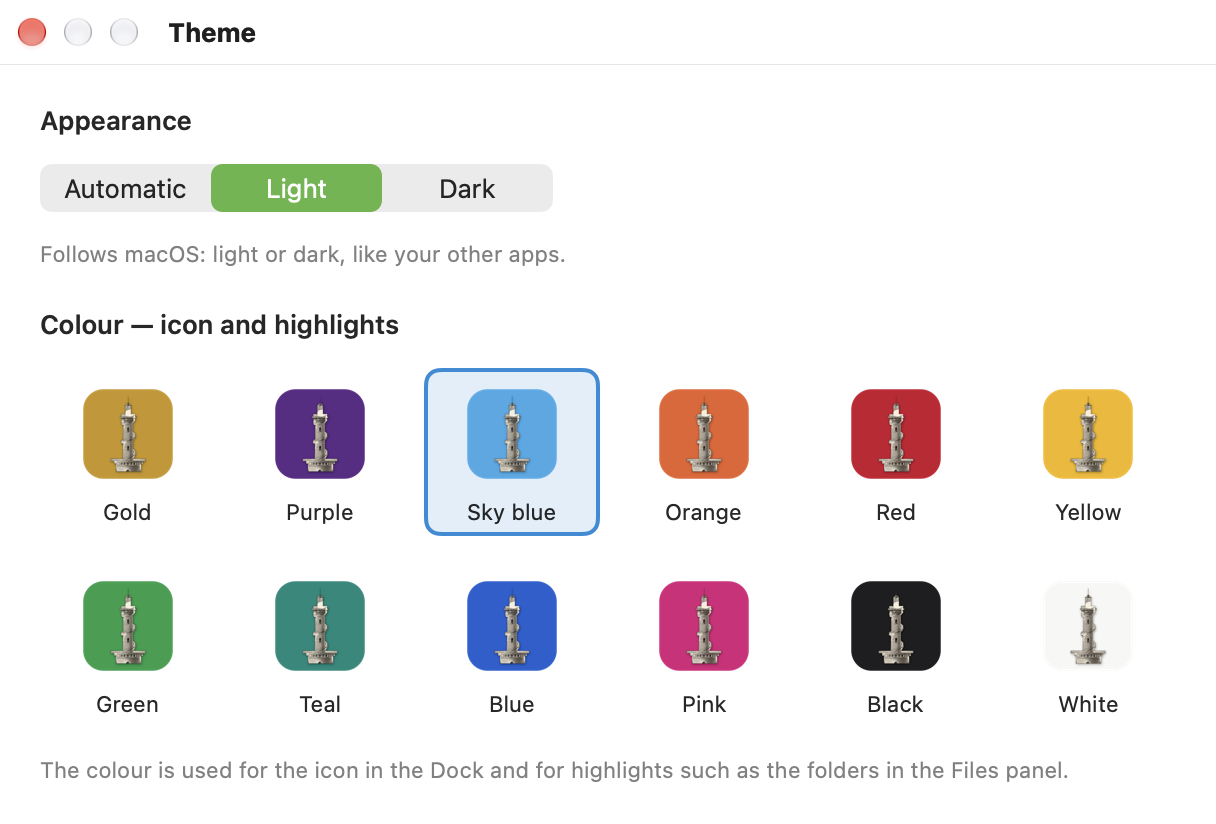 Theme
Appearance
Automatic Light Dark
Follows macOS: light or dark, like your other apps.
Colour — icon and highlights
Gold Purple Sky blue Orange Red Yellow
Green Teal Blue Pink Black White
The colour is used for the icon in the Dock and for highlights such as the folders in the Files panel.